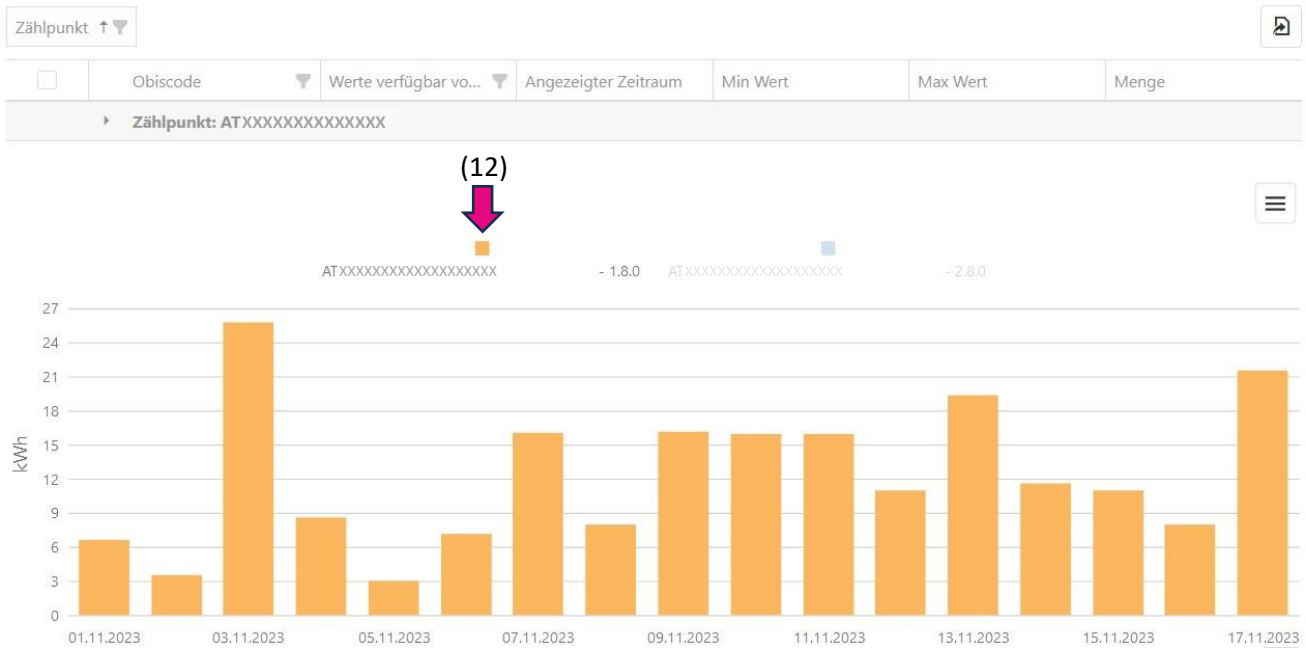 Zählpunkt ↑
Obiscode Werte verfügbar vo... Angezeigter Zeitraum Min Wert Max Wert Menge
Zählpunkt: ATXXXXXXXXXXXXXX
(12)
ATXXXXXXXXXXXXXXXXXXX - 1.8.0 ATXXXXXXXXXXXXXXXXXXX - 2.8.0
27
24
21
18
15
12
9
6
3
0
kWh
01.11.2023 03.11.2023 05.11.2023 07.11.2023 09.11.2023 11.11.2023 13.11.2023 15.11.2023 17.11.2023